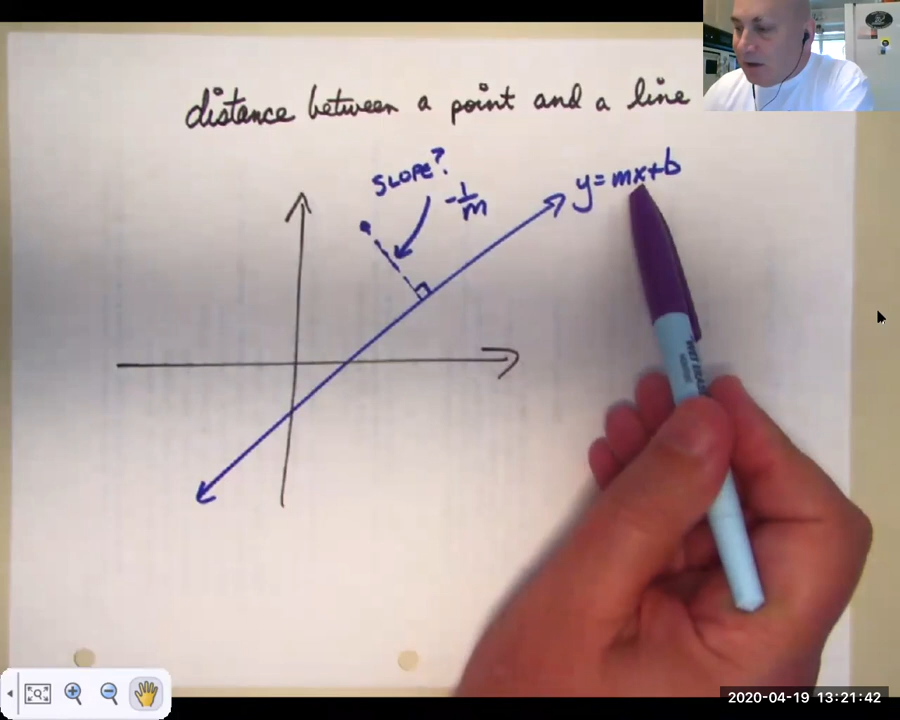 distance between a point and a line
SLOPE?
-1/m
y=mx+b
2020-04-19 13:21:42